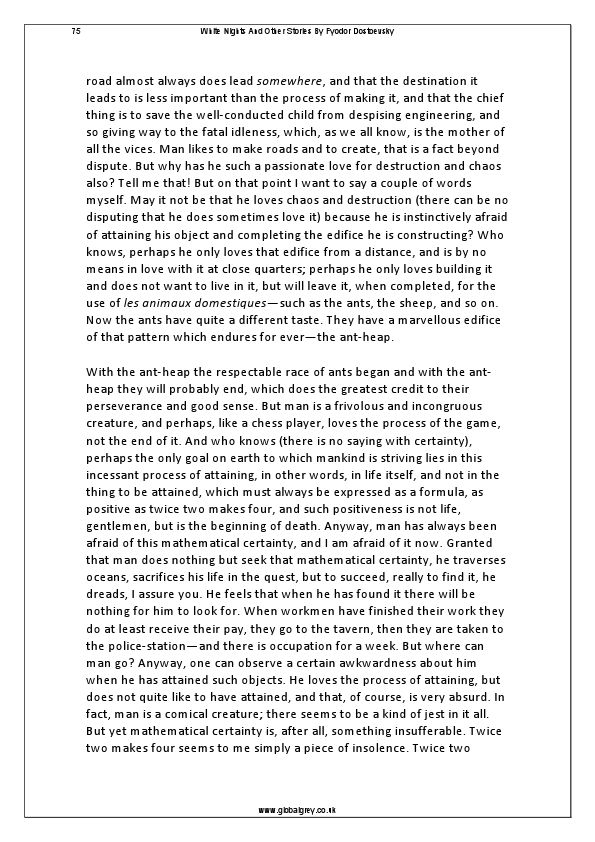 75 White Nights And Other Stories By Fyodor Dostoevsky
road almost always does lead somewhere, and that the destination it
leads to is less important than the process of making it, and that the chief
thing is to save the well-conducted child from despising engineering, and
so giving way to the fatal idleness, which, as we all know, is the mother of
all the vices. Man likes to make roads and to create, that is a fact beyond
dispute. But why has he such a passionate love for destruction and chaos
also? Tell me that! But on that point I want to say a couple of words
myself. May it not be that he loves chaos and destruction (there can be no
disputing that he does sometimes love it) because he is instinctively afraid
of attaining his object and completing the edifice he is constructing? Who
knows, perhaps he only loves that edifice from a distance, and is by no
means in love with it at close quarters; perhaps he only loves building it
and does not want to live in it, but will leave it, when completed, for the
use of les animaux domestiques—such as the ants, the sheep, and so on.
Now the ants have quite a different taste. They have a marvellous edifice
of that pattern which endures for ever—the ant-heap.
With the ant-heap the respectable race of ants began and with the ant-
heap they will probably end, which does the greatest credit to their
perseverance and good sense. But man is a frivolous and incongruous
creature, and perhaps, like a chess player, loves the process of the game,
not the end of it. And who knows (there is no saying with certainty),
perhaps the only goal on earth to which mankind is striving lies in this
incessant process of attaining, in other words, in life itself, and not in the
thing to be attained, which must always be expressed as a formula, as
positive as twice two makes four, and such positiveness is not life,
gentlemen, but is the beginning of death. Anyway, man has always been
afraid of this mathematical certainty, and I am afraid of it now. Granted
that man does nothing but seek that mathematical certainty, he traverses
oceans, sacrifices his life in the quest, but to succeed, really to find it, he
dreads, I assure you. He feels that when he has found it there will be
nothing for him to look for. When workmen have finished their work they
do at least receive their pay, they go to the tavern, then they are taken to
the police-station—and there is occupation for a week. But where can
man go? Anyway, one can observe a certain awkwardness about him
when he has attained such objects. He loves the process of attaining, but
does not quite like to have attained, and that, of course, is very absurd. In
fact, man is a comical creature; there seems to be a kind of jest in it all.
But yet mathematical certainty is, after all, something insufferable. Twice
two makes four seems to me simply a piece of insolence. Twice two
www.globalgrey.co.uk